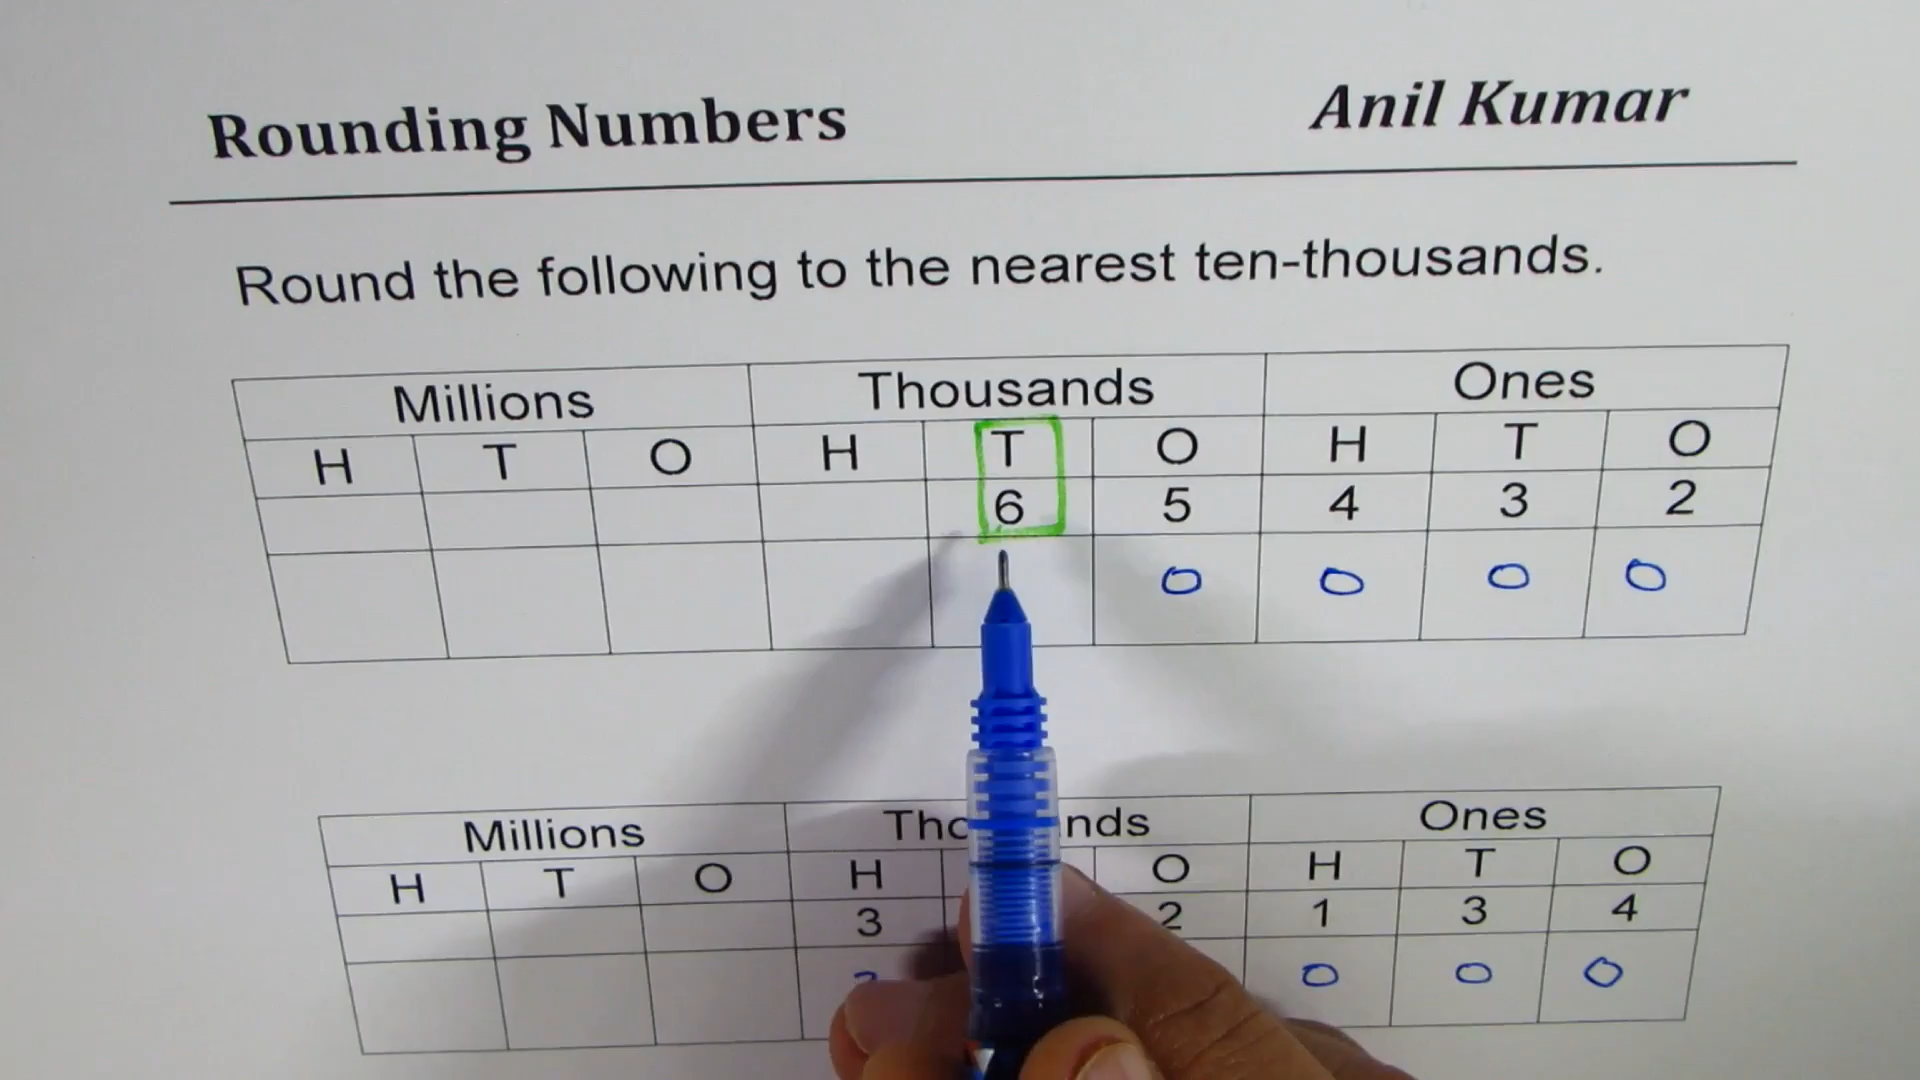 Rounding Numbers Anil Kumar
Round the following to the nearest ten-thousands.
Millions Thousands Ones
H T O H T O H T O
6 5 4 3 2
0 0 0 0
Millions Ones
H T O H O H T O
3 2 1 3 4
0 0 0